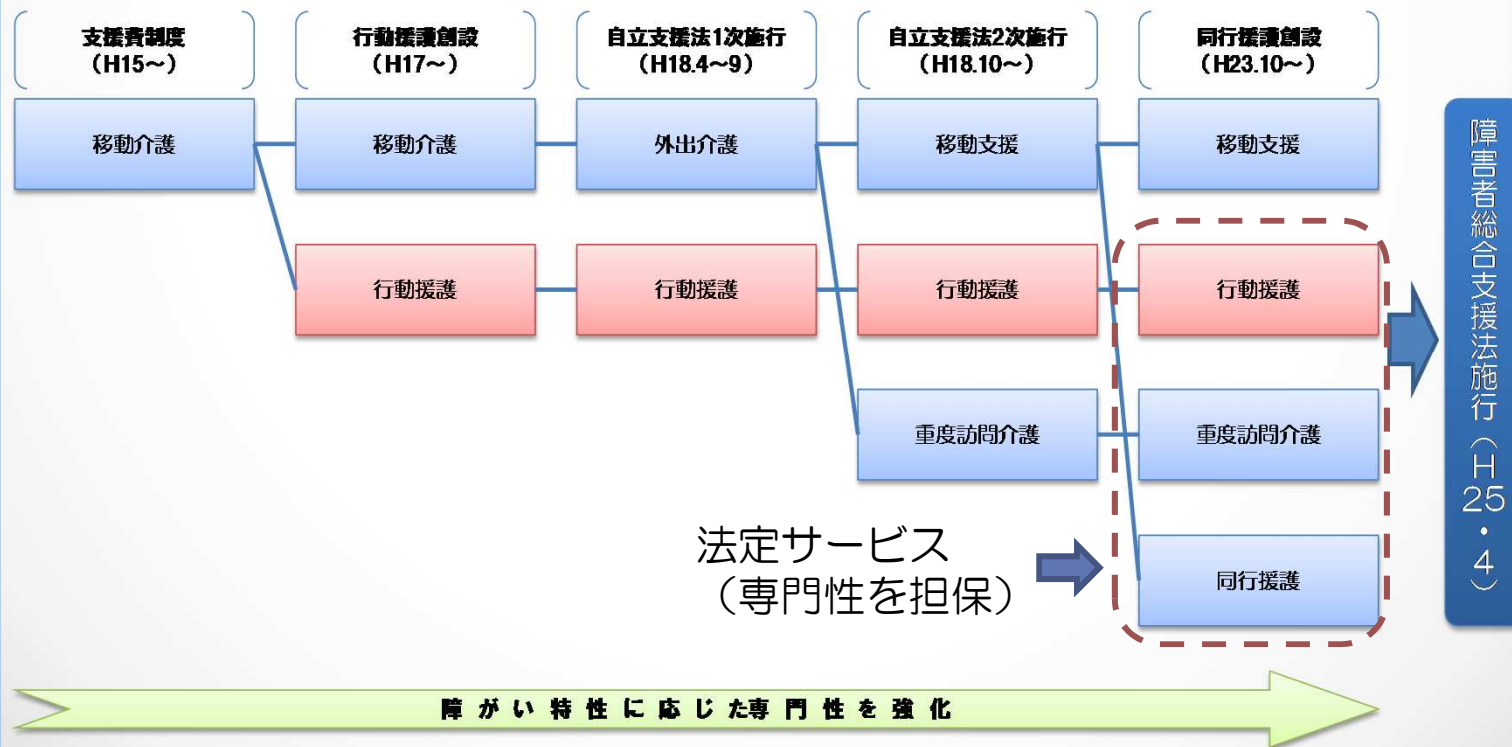 支援費制度
（H15～）
行動援護創設
（H17～）
自立支援法1次施行
（H18.4～9）
自立支援法2次施行
（H18.10～）
同行援護創設
（H23.10～）
移動介護
移動介護
外出介護
移動支援
移動支援
行動援護
行動援護
行動援護
行動援護
重度訪問介護
重度訪問介護
同行援護
法定サービス
（専門性を担保）
障害者総合支援法施行（H25・4）
障がい特性に応じた専門性を強化